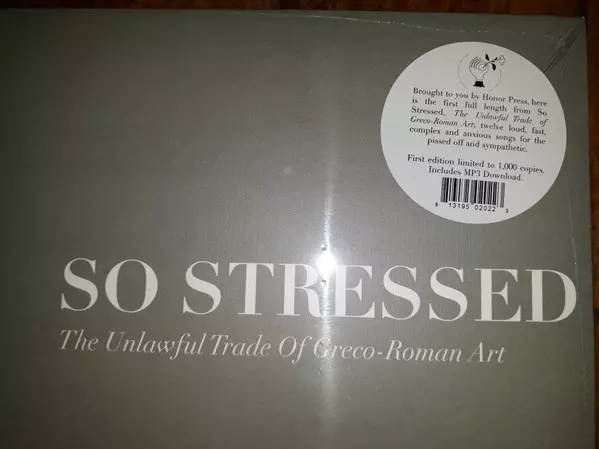 Brought to you by Honor Press, here
is the first full length from So
Stressed, The Unlawful Trade of
Greco-Roman Art; twelve loud, fast,
complex and anxious songs for the
pissed off and sympathetic.
First edition limited to 1,000 copies.
Includes MP3 Download.
8 13195 02022 3
SO STRESSED
The Unlawful Trade Of Greco-Roman Art